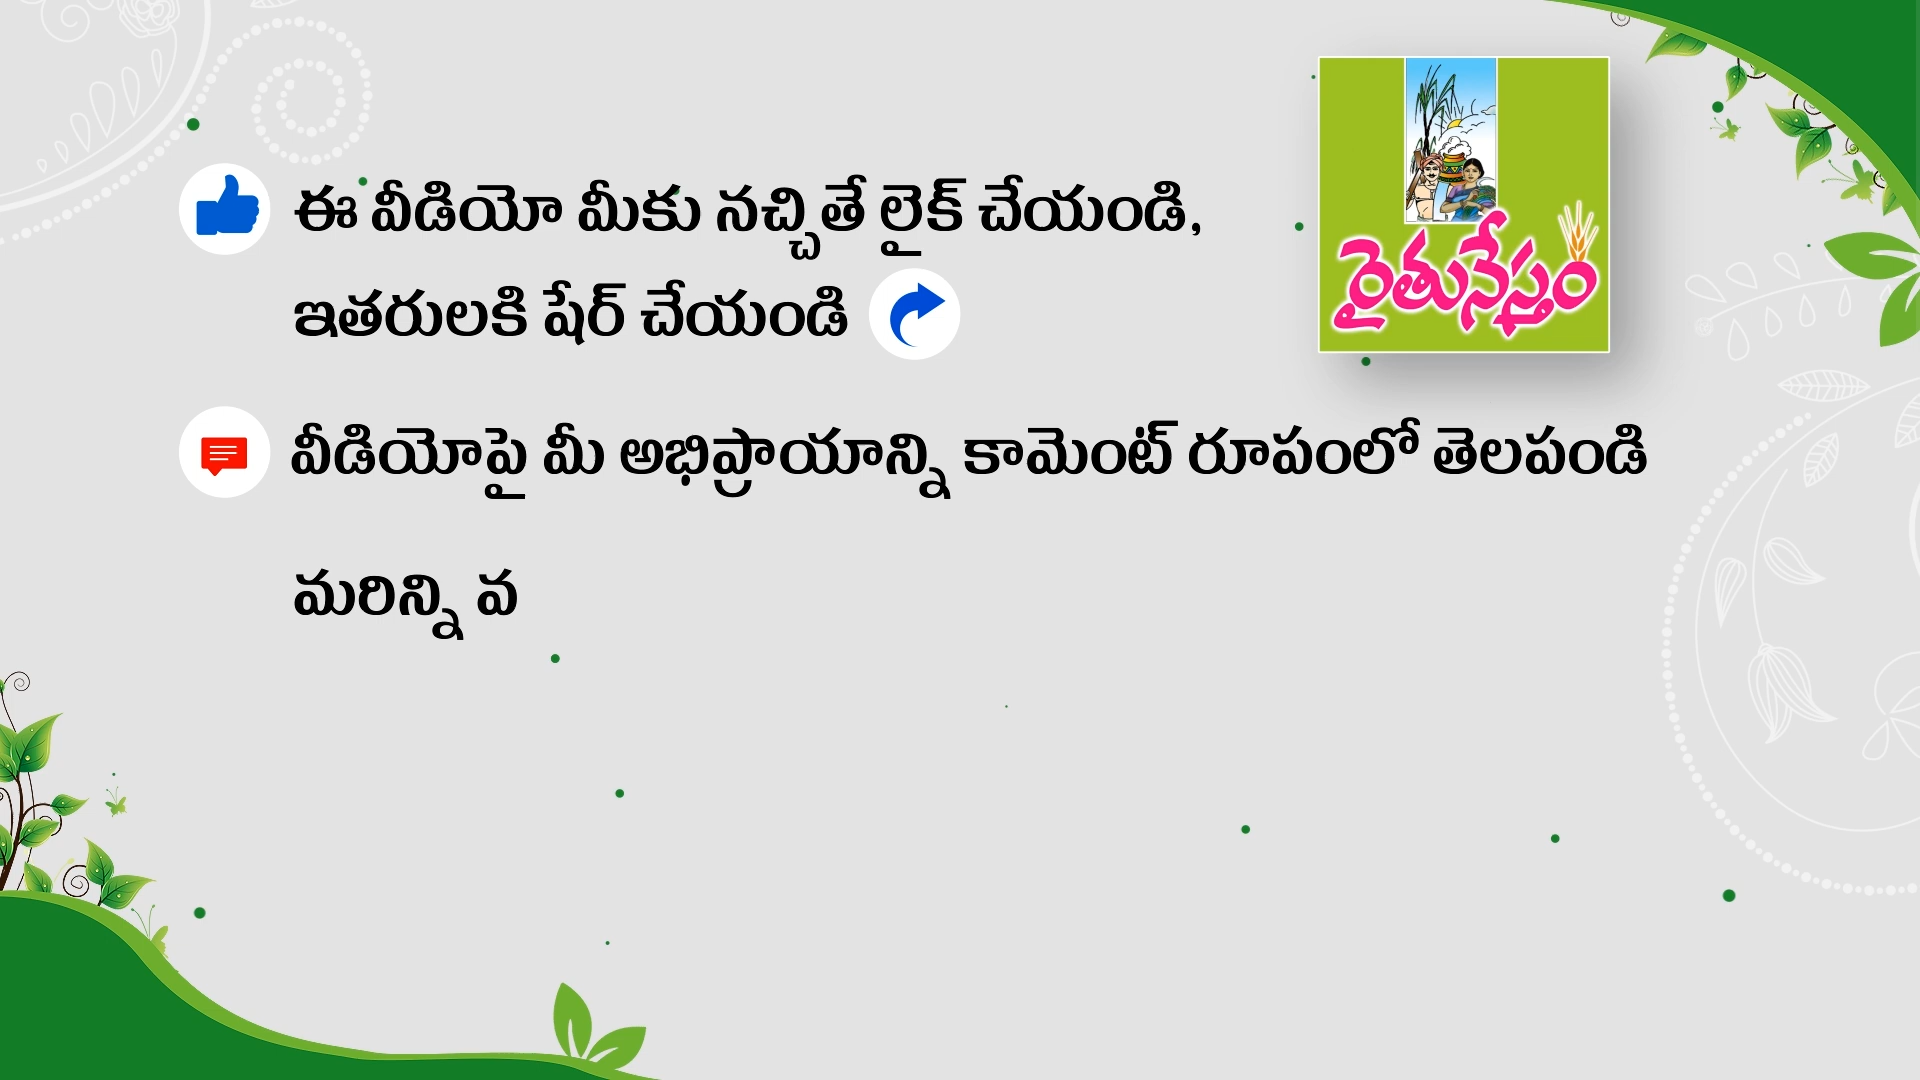 ఈ వీడియో మీకు నచ్చితే లైక్ చేయండి,
ఇతరులకి షేర్ చేయండి
రైతునేస్తం
వీడియోపై మీ అభిప్రాయాన్ని కామెంట్ రూపంలో తెలపండి
మరిన్ని వ